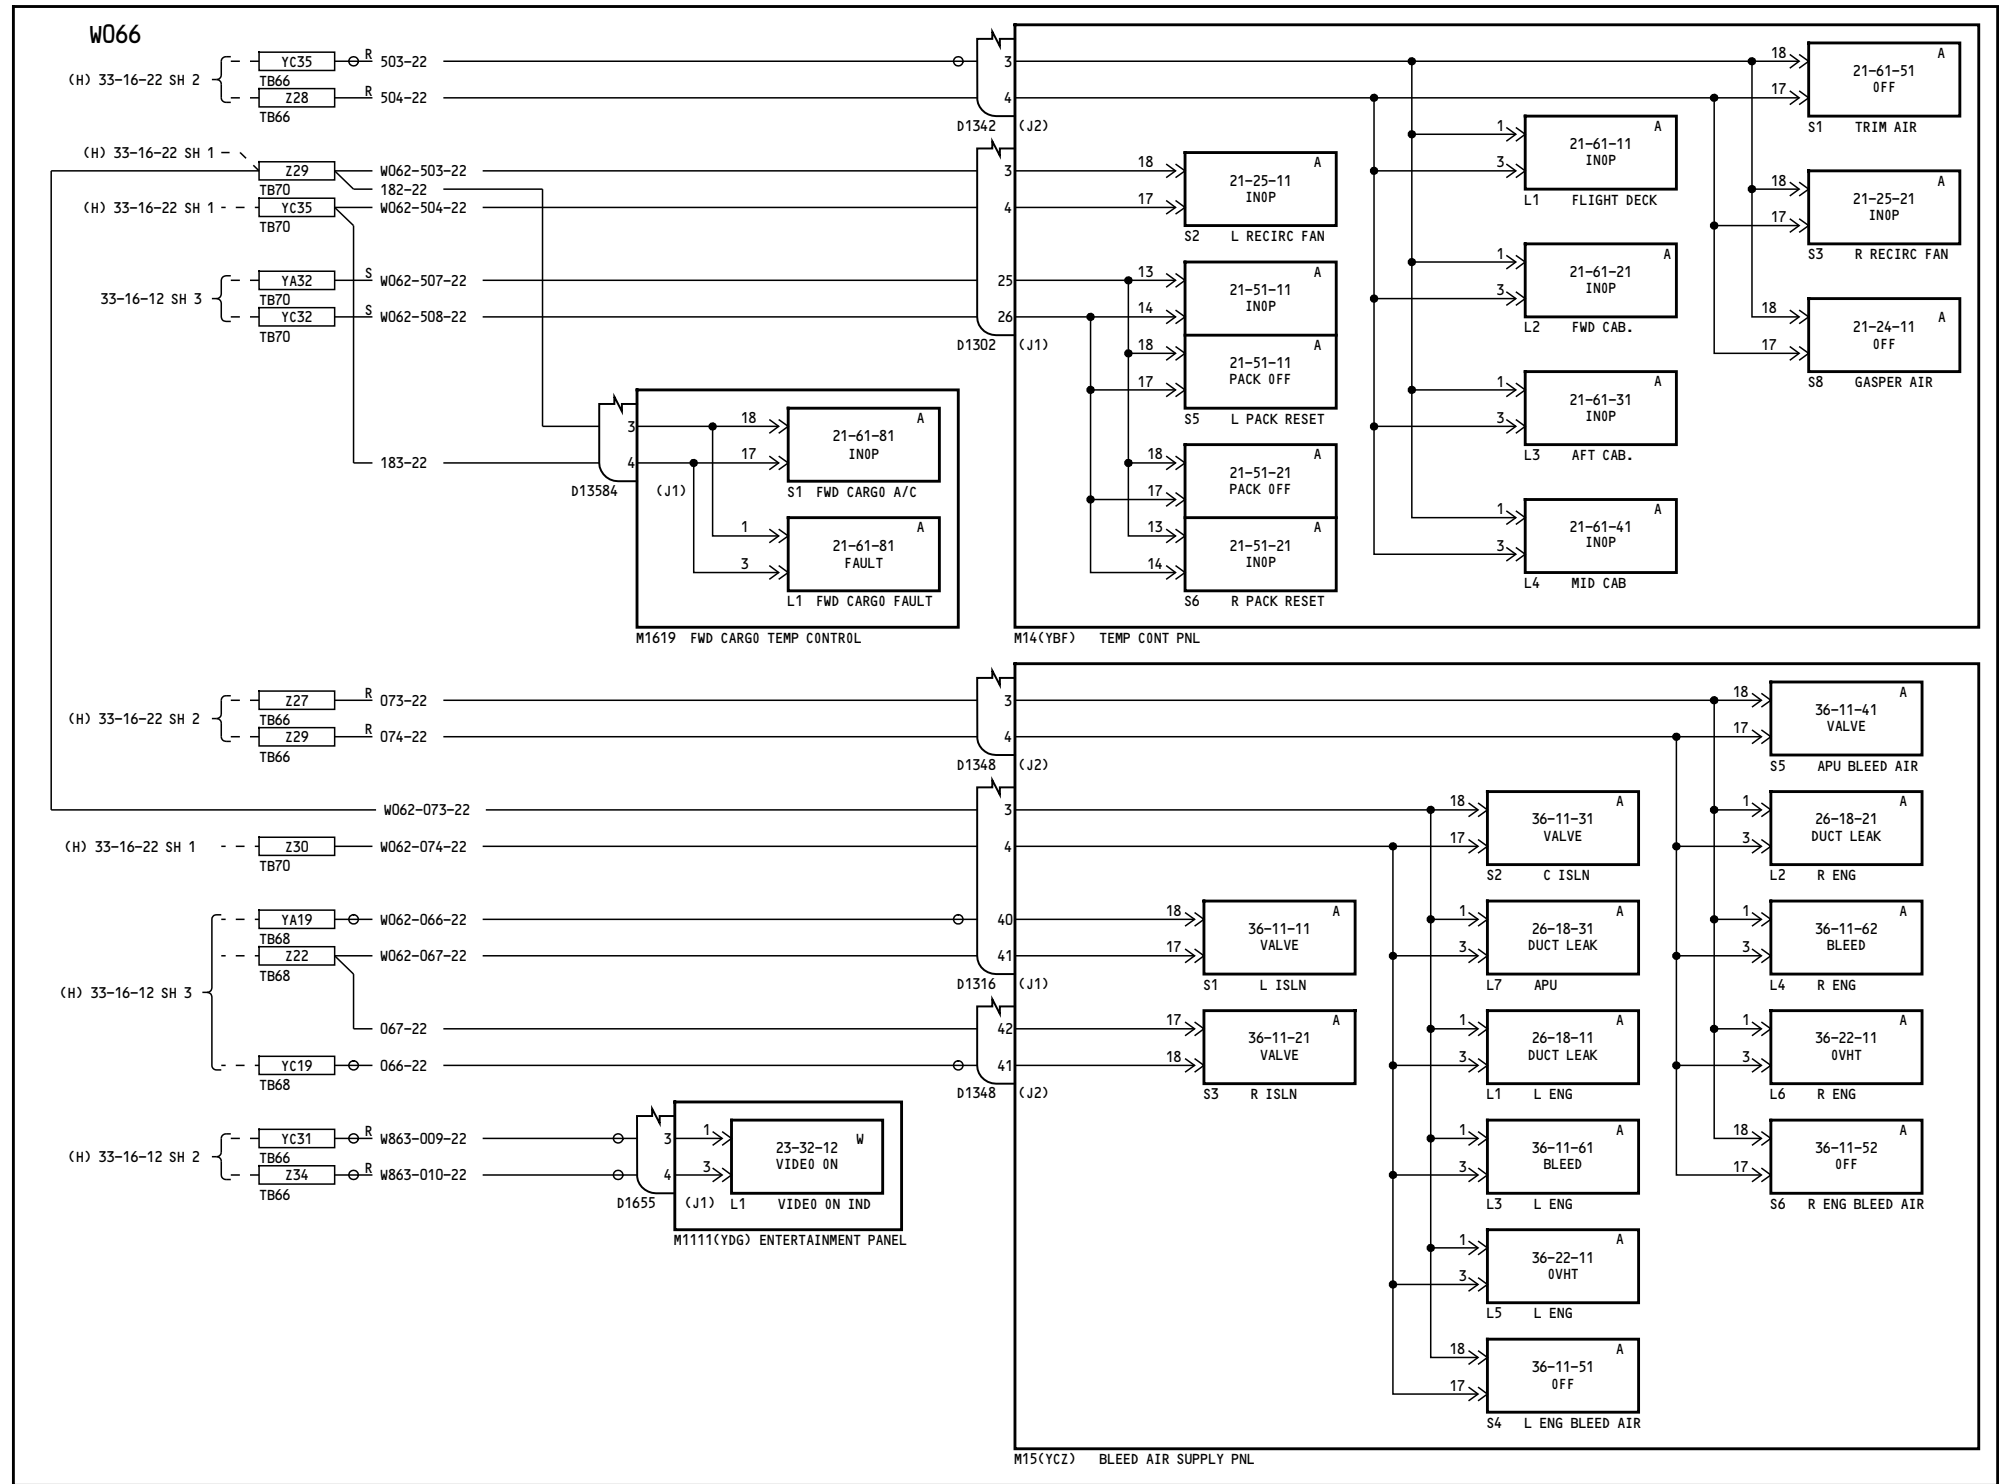 W066
(H) 33-16-22 SH 2
YC35
R 503-22
TB66
Z28
R 504-22
TB66
3
4
D1342 (J2)
(H) 33-16-22 SH 1
Z29
W062-503-22
TB70
182-22
(H) 33-16-22 SH 1
YC35
W062-504-22
TB70
3
4
33-16-12 SH 3
YA32
S W062-507-22
TB70
YC32
S W062-508-22
TB70
25
26
D1302 (J1)
183-22
3
4
D13584 (J1)
18
17
21-61-81 A
INOP
S1 FWD CARGO A/C
1
3
21-61-81 A
FAULT
L1 FWD CARGO FAULT
M1619 FWD CARGO TEMP CONTROL
18
17
21-25-11 A
INOP
S2 L RECIRC FAN
13
14
21-51-11 A
INOP
18
17
21-51-11 A
PACK OFF
S5 L PACK RESET
18
17
21-51-21 A
PACK OFF
13
14
21-51-21 A
INOP
S6 R PACK RESET
1
3
21-61-11 A
INOP
L1 FLIGHT DECK
1
3
21-61-21 A
INOP
L2 FWD CAB.
1
3
21-61-31 A
INOP
L3 AFT CAB.
1
3
21-61-41 A
INOP
L4 MID CAB
18
17
21-61-51 A
OFF
S1 TRIM AIR
18
17
21-25-21 A
INOP
S3 R RECIRC FAN
18
17
21-24-11 A
OFF
S8 GASPER AIR
M14(YBF) TEMP CONT PNL
(H) 33-16-22 SH 2
Z27
R 073-22
TB66
Z29
R 074-22
TB66
3
4
D1348 (J2)
W062-073-22
3
(H) 33-16-22 SH 1
Z30
W062-074-22
TB70
4
(H) 33-16-12 SH 3
YA19
W062-066-22
TB68
Z22
W062-067-22
TB68
40
41
D1316 (J1)
067-22
42
YC19
066-22
TB68
41
D1348 (J2)
(H) 33-16-12 SH 2
YC31
R W863-009-22
TB66
Z34
R W863-010-22
TB66
3
4
D1655 (J1)
1
3
23-32-12 W
VIDEO ON
L1 VIDEO ON IND
M1111(YDG) ENTERTAINMENT PANEL
18
17
36-11-11 A
VALVE
S1 L ISLN
17
18
36-11-21 A
VALVE
S3 R ISLN
18
17
36-11-31 A
VALVE
S2 C ISLN
1
3
26-18-31 A
DUCT LEAK
L7 APU
1
3
26-18-11 A
DUCT LEAK
L1 L ENG
1
3
36-11-61 A
BLEED
L3 L ENG
1
3
36-22-11 A
OVHT
L5 L ENG
18
17
36-11-51 A
OFF
S4 L ENG BLEED AIR
18
17
36-11-41 A
VALVE
S5 APU BLEED AIR
1
3
26-18-21 A
DUCT LEAK
L2 R ENG
1
3
36-11-62 A
BLEED
L4 R ENG
1
3
36-22-11 A
OVHT
L6 R ENG
18
17
36-11-52 A
OFF
S6 R ENG BLEED AIR
M15(YCZ) BLEED AIR SUPPLY PNL